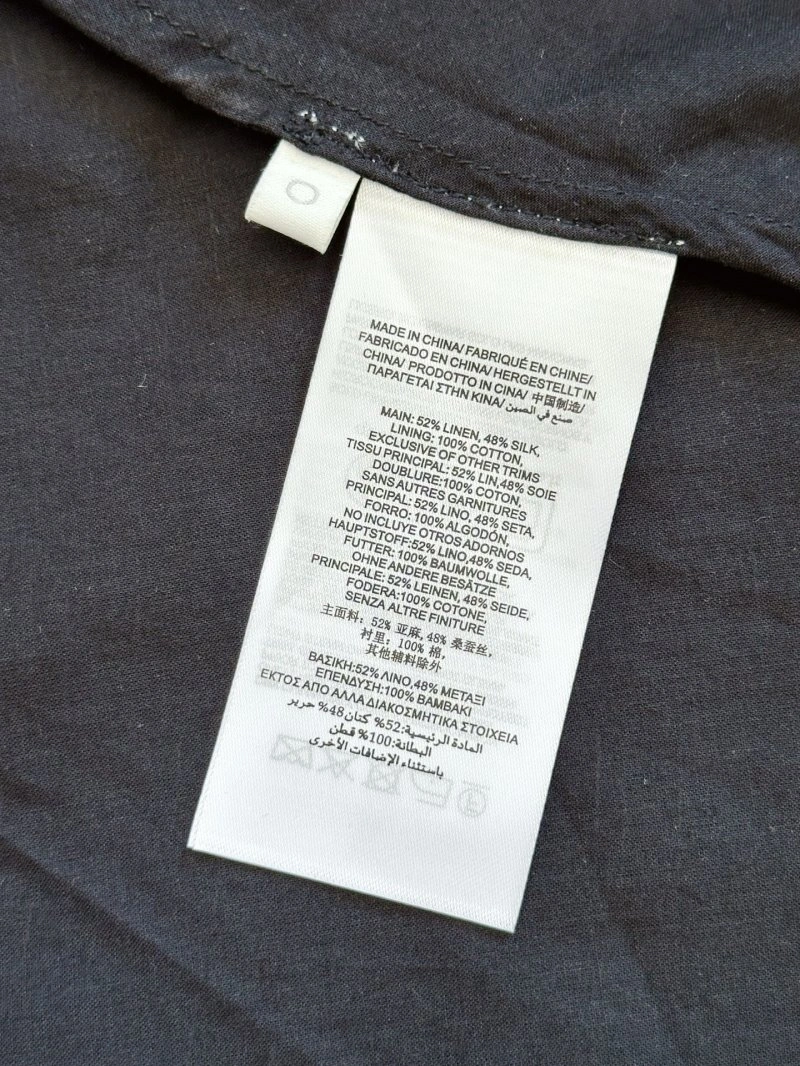 0
MADE IN CHINA/ FABRIQUÉ EN CHINE/
FABRICADO EN CHINA/ HERGESTELLT IN
CHINA/ PRODOTTO IN CINA/ 中国制造/
ΠΑΡΑΓΕΤΑΙ ΣΤΗΝ ΚΙΝΑ/ صنع في الصين/
MAIN: 52% LINEN, 48% SILK,
LINING: 100% COTTON,
EXCLUSIVE OF OTHER TRIMS
TISSU PRINCIPAL: 52% LIN,48% SOIE
DOUBLURE:100% COTON,
SANS AUTRES GARNITURES
PRINCIPAL: 52% LINO, 48% SETA,
FORRO: 100% ALGODÓN,
NO INCLUYE OTROS ADORNOS
HAUPTSTOFF:52% LINO,48% SEDA,
FUTTER: 100% BAUMWOLLE,
OHNE ANDERE BESÄTZE
PRINCIPALE: 52% LEINEN, 48% SEIDE,
FODERA:100% COTONE,
SENZA ALTRE FINITURE
主面料: 52% 亚麻, 48% 桑蚕丝,
衬里: 100% 棉,
其他辅料除外
ΒΑΣΙΚΗ:52% ΛΙΝΟ,48% ΜΕΤΑΞΙ
ΕΠΕΝΔΥΣΗ:100% ΒΑΜΒΑΚΙ
ΕΚΤΟΣ ΑΠΟ ΑΛΛΑ ΔΙΑΚΟΣΜΗΤΙΚΑ ΣΤΟΙΧΕΙΑ
المادة الرئيسية:52% كتان48% حرير
البطانة:100% قطن
باستثناء الإضافات الأخرى